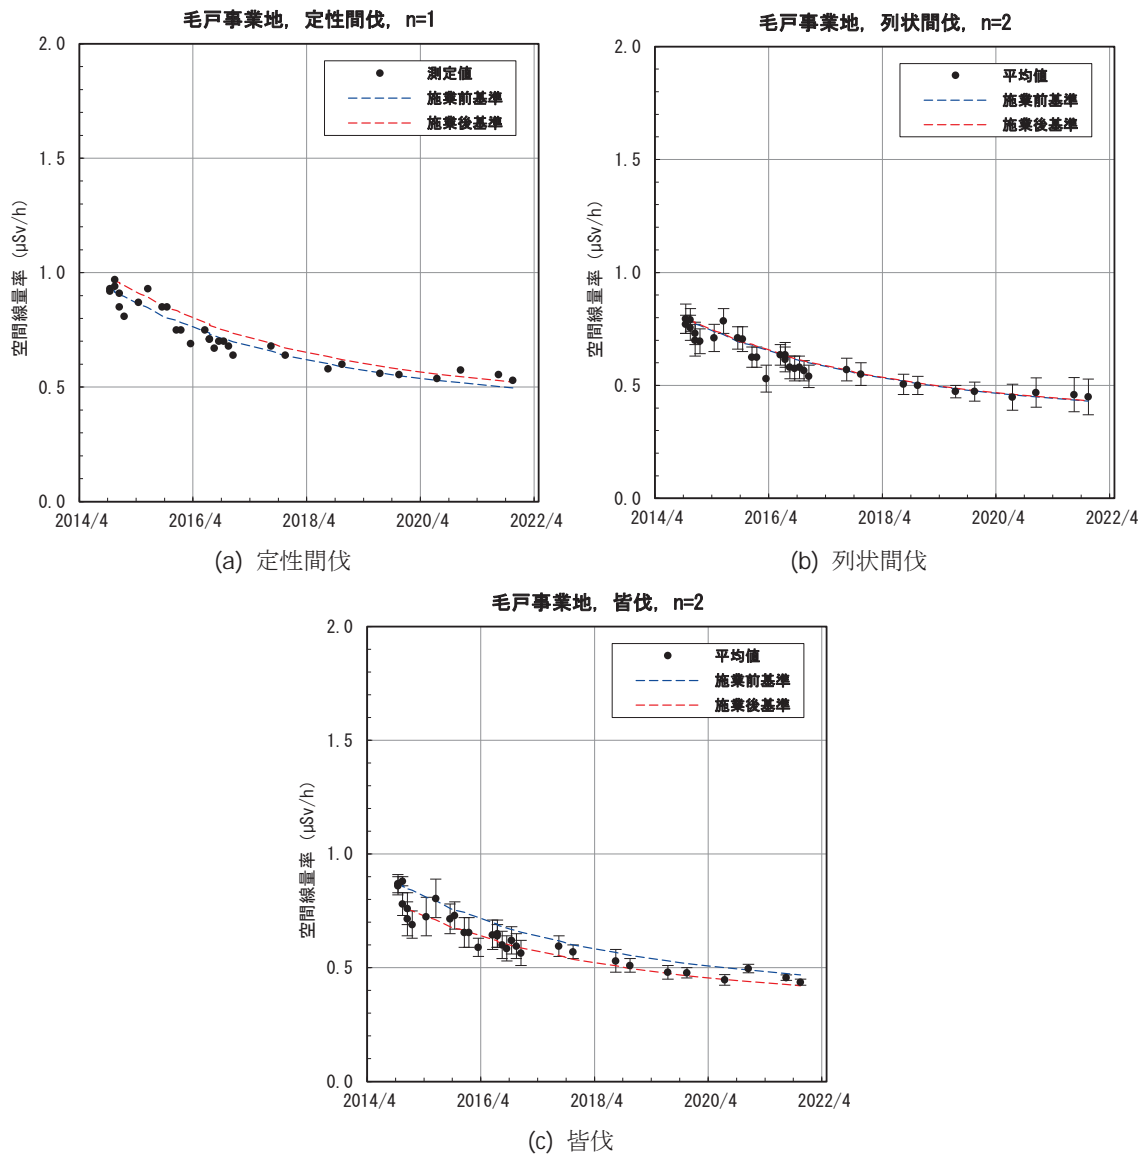 毛戸事業地, 定性間伐, n=1
空間線量率 (μSv/h)
2.0
1.5
1.0
0.5
0.0
測定値
施業前基準
施業後基準
2014/4 2016/4 2018/4 2020/4 2022/4
(a) 定性間伐
毛戸事業地, 列状間伐, n=2
空間線量率 (μSv/h)
2.0
1.5
1.0
0.5
0.0
平均値
施業前基準
施業後基準
2014/4 2016/4 2018/4 2020/4 2022/4
(b) 列状間伐
毛戸事業地, 皆伐, n=2
空間線量率 (μSv/h)
2.0
1.5
1.0
0.5
0.0
平均値
施業前基準
施業後基準
2014/4 2016/4 2018/4 2020/4 2022/4
(c) 皆伐